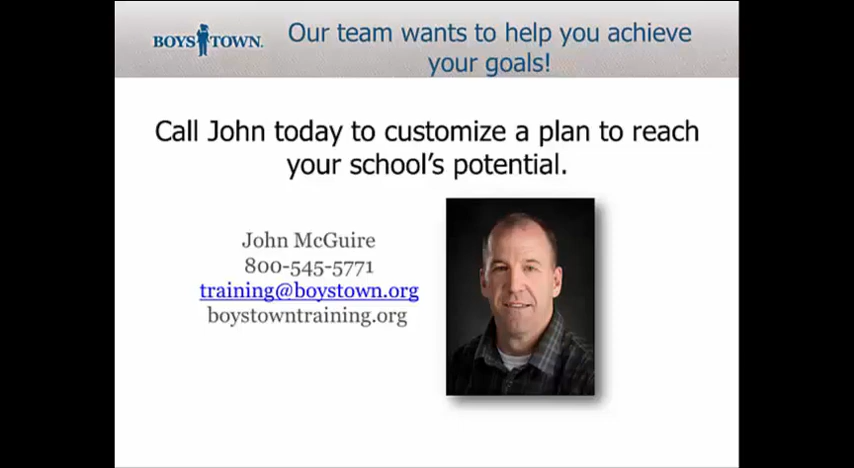 BOYS TOWN.
Our team wants to help you achieve
your goals!
Call John today to customize a plan to reach
your school's potential.
John McGuire
800-545-5771
training@boystown.org
boystowntraining.org